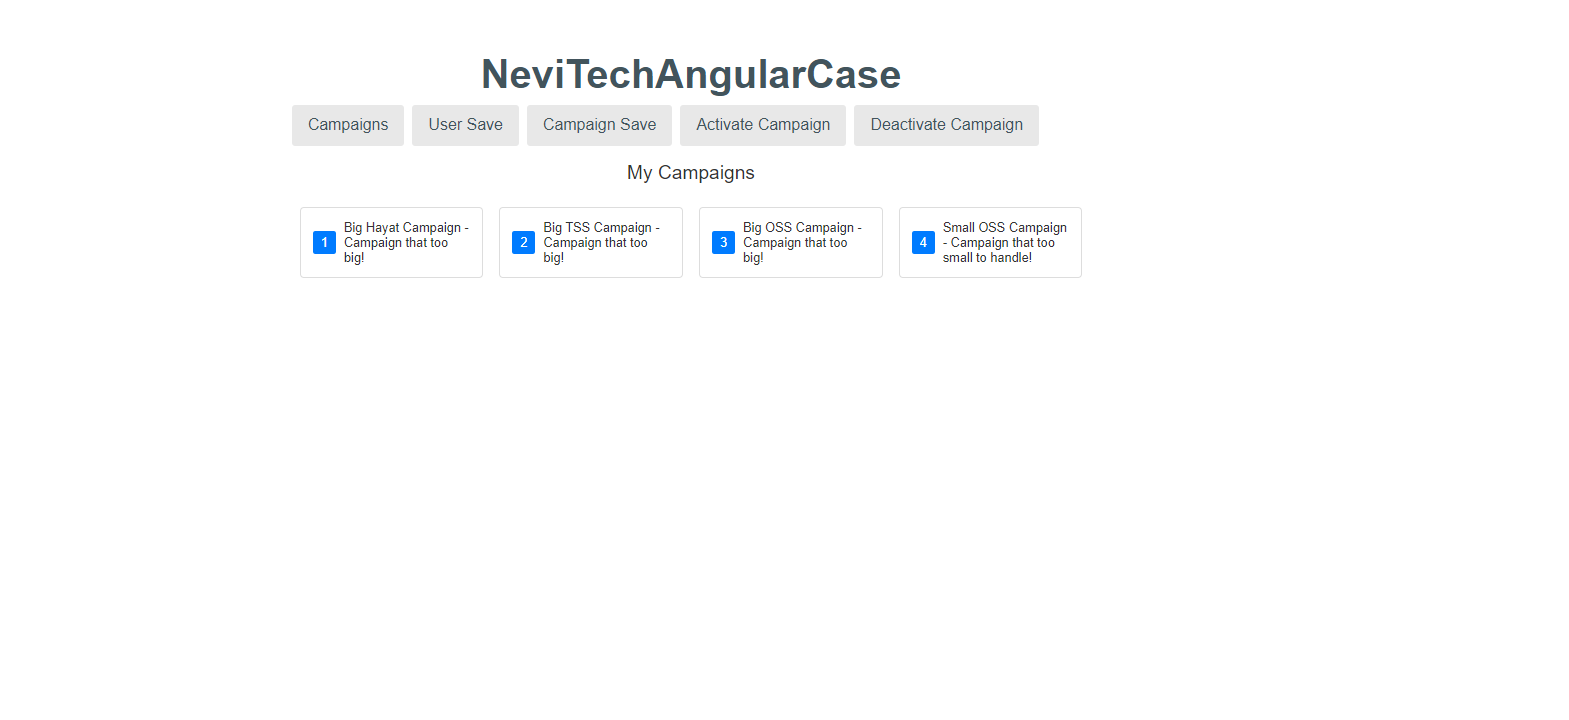 NeviTechAngularCase
Campaigns User Save Campaign Save Activate Campaign Deactivate Campaign
My Campaigns
1
Big Hayat Campaign -
Campaign that too
big!
2
Big TSS Campaign -
Campaign that too
big!
3
Big OSS Campaign -
Campaign that too
big!
4
Small OSS Campaign
- Campaign that too
small to handle!